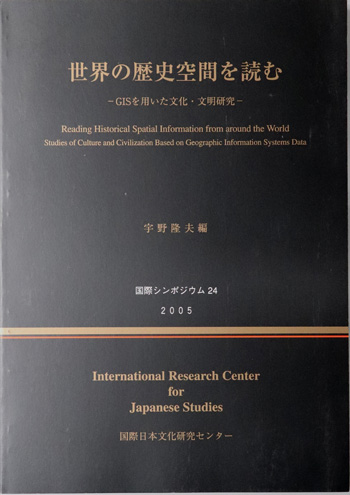 世界の歴史空間を読む
−GISを用いた文化・文明研究−
Reading Historical Spatial Information from around the World
Studies of Culture and Civilization Based on Geographic Information Systems Data
宇野隆夫編
国際シンポジウム 24
2005
International Research Center
for
Japanese Studies
国際日本文化研究センター